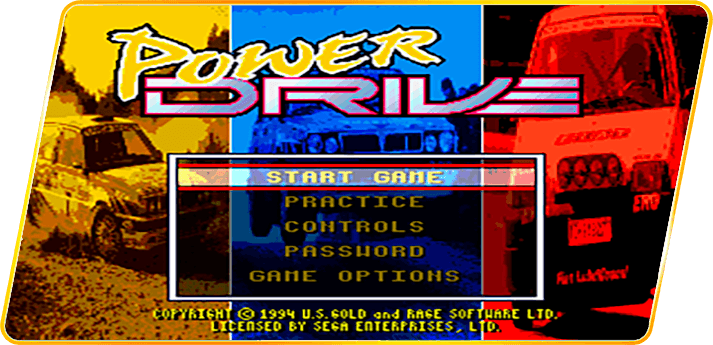 POWER
DRIVE
START GAME
PRACTICE
CONTROLS
PASSWORD
GAME OPTIONS
COPYRIGHT © 1994 U.S.GOLD and RAGE SOFTWARE LTD.
LICENSED BY SEGA ENTERPRISES, LTD.